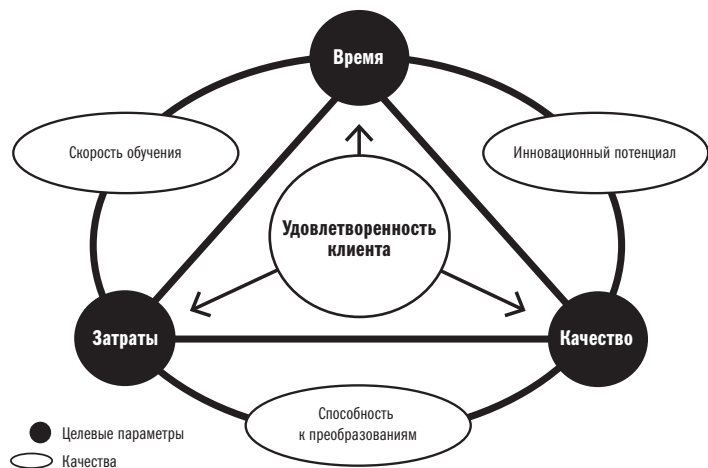 Время
Скорость обучения
Инновационный потенциал
Удовлетворенность
клиента
Затраты
Качество
Способность
к преобразованиям
Целевые параметры
Качества